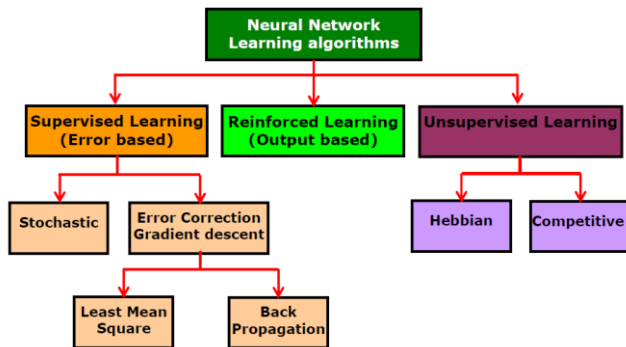 Neural Network
Learning algorithms
Supervised Learning
(Error based)
Reinforced Learning
(Output based)
Unsupervised Learning
Stochastic
Error Correction
Gradient descent
Hebbian
Competitive
Least Mean
Square
Back
Propagation